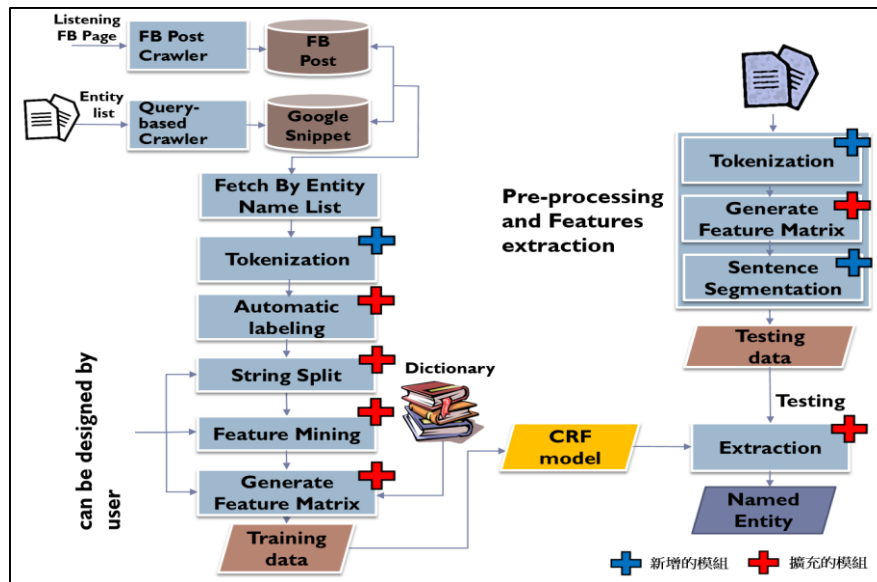 Listening
FB Page
FB Post
Crawler
FB
Post
Entity
list
Query-
based
Crawler
Google
Snippet
Fetch By Entity
Name List
Tokenization
Automatic
labeling
String Split
Feature Mining
Generate
Feature Matrix
Training
data
can be designed by
user
Dictionary
CRF
model
Pre-processing
and Features
extraction
Tokenization
Generate
Feature Matrix
Sentence
Segmentation
Testing
data
Testing
Extraction
Named
Entity
新增的模組
擴充的模組